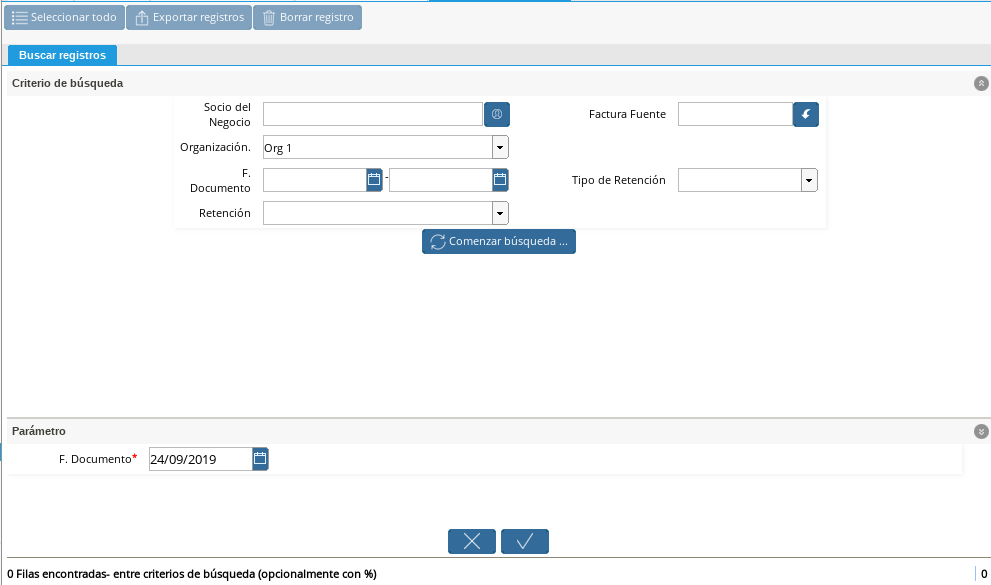 Seleccionar todo Exportar registros Borrar registro
Buscar registros
Criterio de búsqueda
Socio del Negocio
Factura Fuente
Organización. Org 1
F. Documento -
Tipo de Retención
Retención
Comenzar búsqueda ...
Parámetro
F. Documento* 24/09/2019
0 Filas encontradas- entre criterios de búsqueda (opcionalmente con %) 0